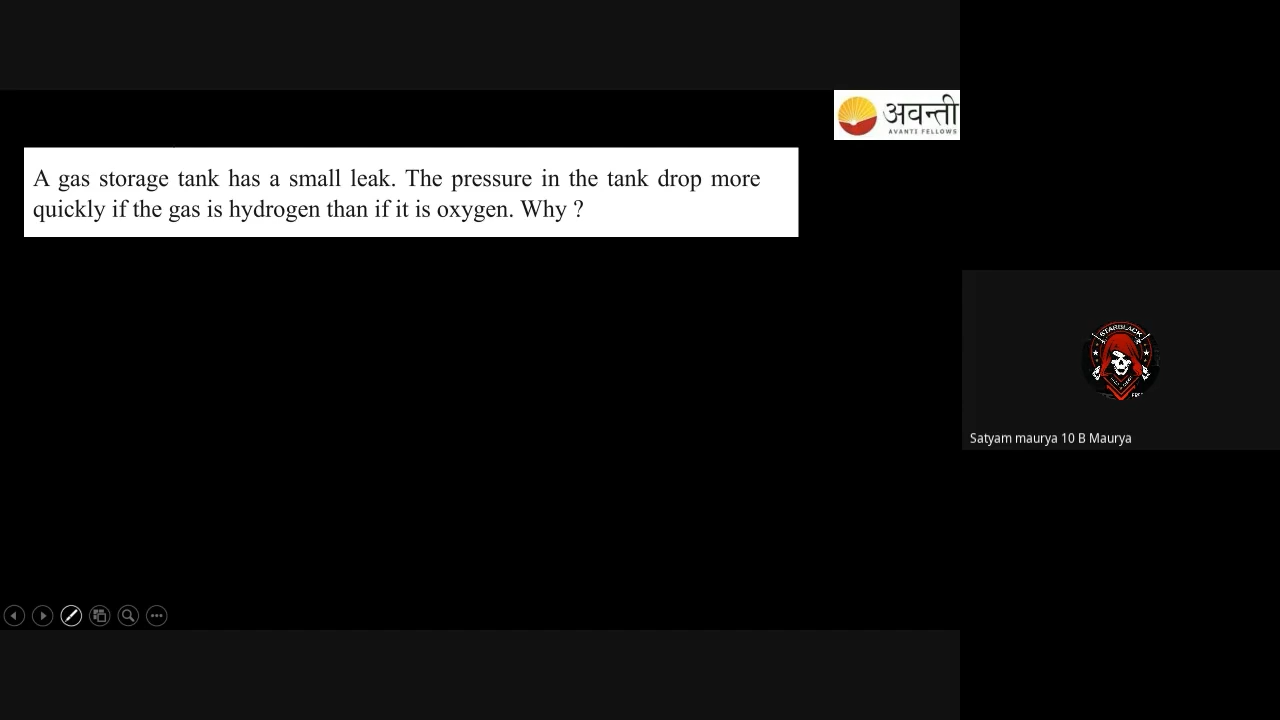 अवन्ती
AVANTI FELLOWS
A gas storage tank has a small leak. The pressure in the tank drop more
quickly if the gas is hydrogen than if it is oxygen. Why ?
STARBLACK
Satyam maurya 10 B Maurya